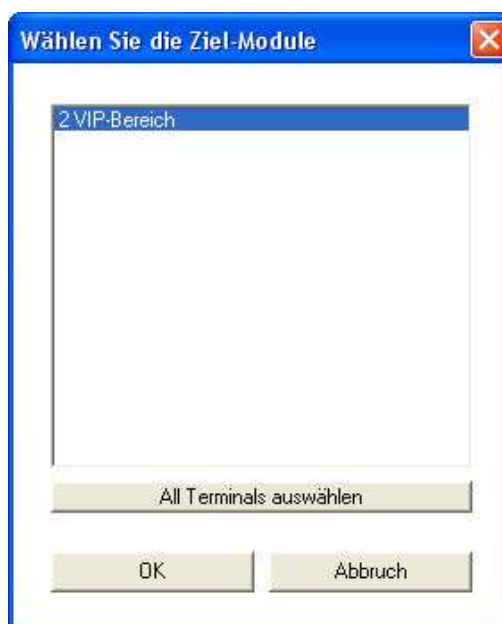 Wählen Sie die Ziel-Module
2 VIP-Bereich
All Terminals auswählen
OK
Abbruch